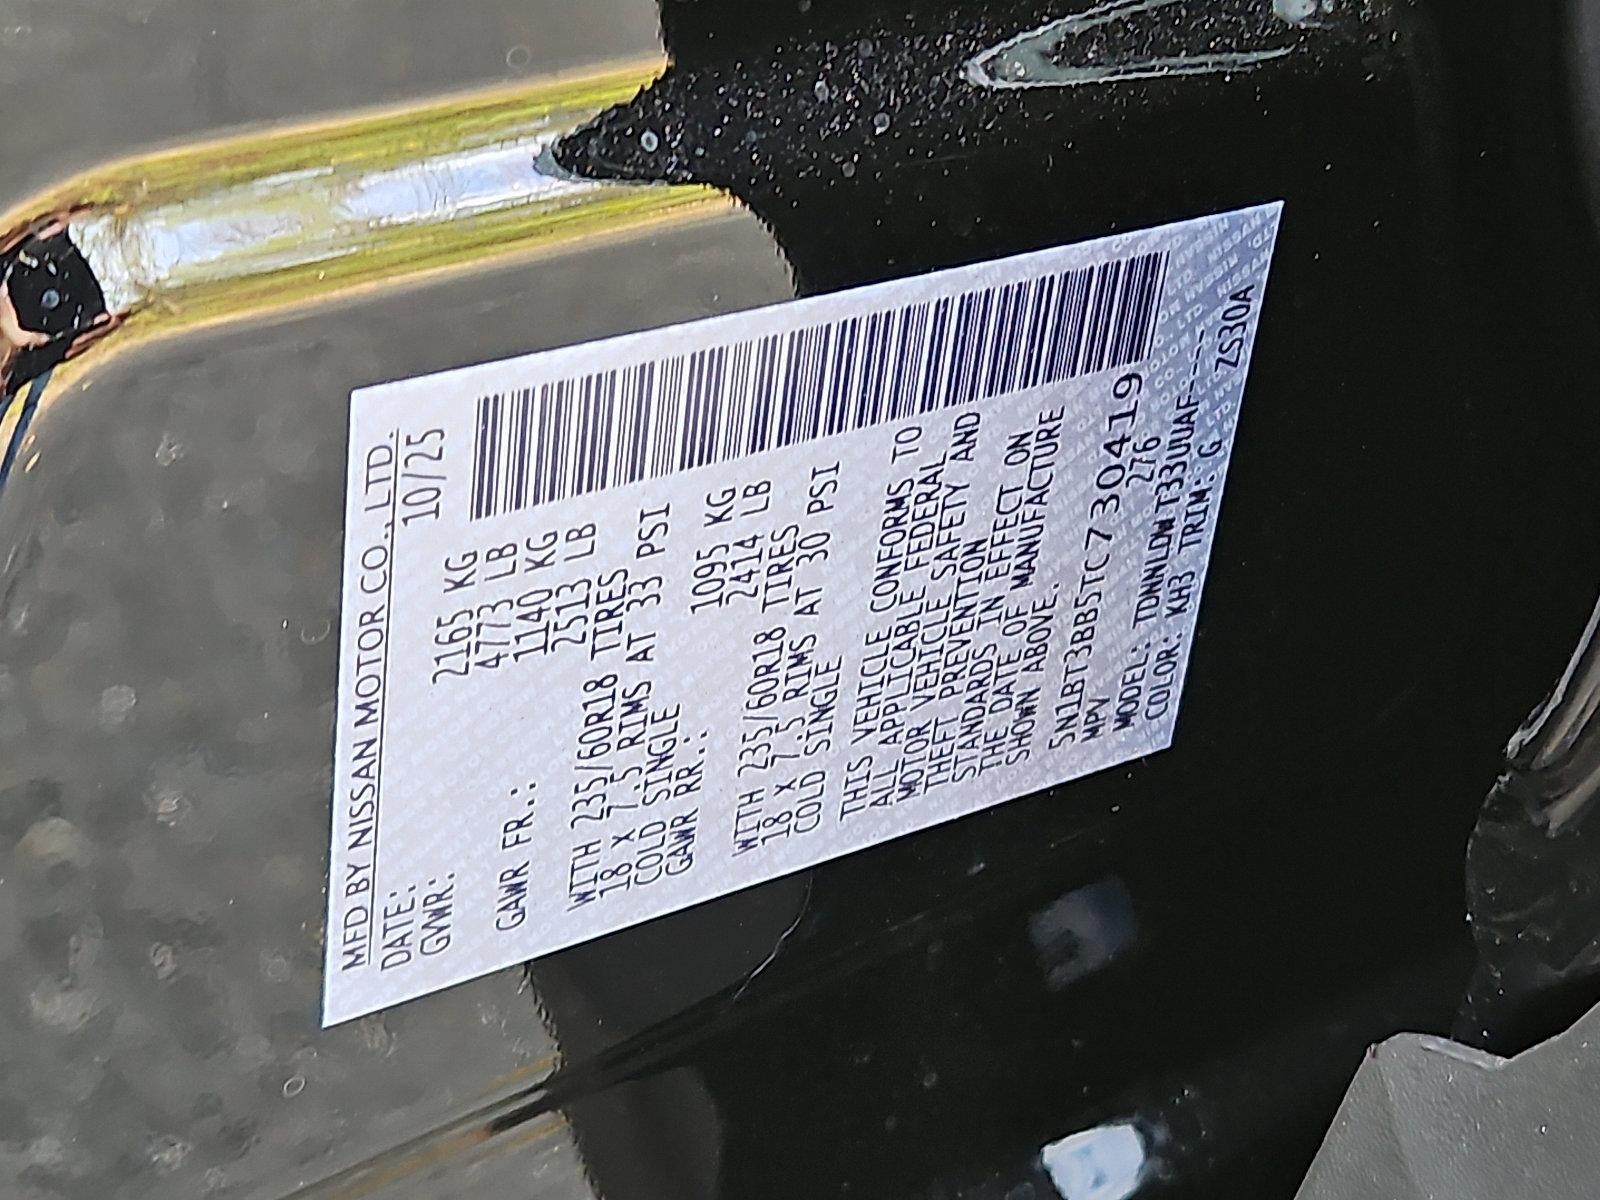 MFD BY NISSAN MOTOR CO., LTD.
DATE: 10/25
GVWR: 2165 KG
4773 LB
GAWR FR.: 1140 KG
2513 LB
WITH 235/60R18 TIRES
18 X 7.5 RIMS AT 33 PSI
COLD SINGLE
GAWR RR.: 1095 KG
2414 LB
WITH 235/60R18 TIRES
18 X 7.5 RIMS AT 30 PSI
COLD SINGLE
THIS VEHICLE CONFORMS TO
ALL APPLICABLE FEDERAL
MOTOR VEHICLE SAFETY AND
THEFT PREVENTION
STANDARDS IN EFFECT ON
THE DATE OF MANUFACTURE
SHOWN ABOVE.
5N1BT3BB5TC730419
MPV 276
MODEL: TDNNLDWT33UUAF-----
COLOR: KH3 TRIM: G ZS30A